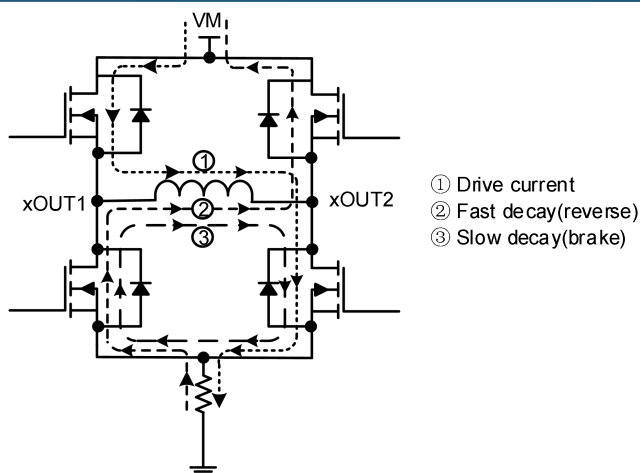 VM
①
xOUT1
xOUT2
②
③
① Drive current
② Fast decay(reverse)
③ Slow decay(brake)